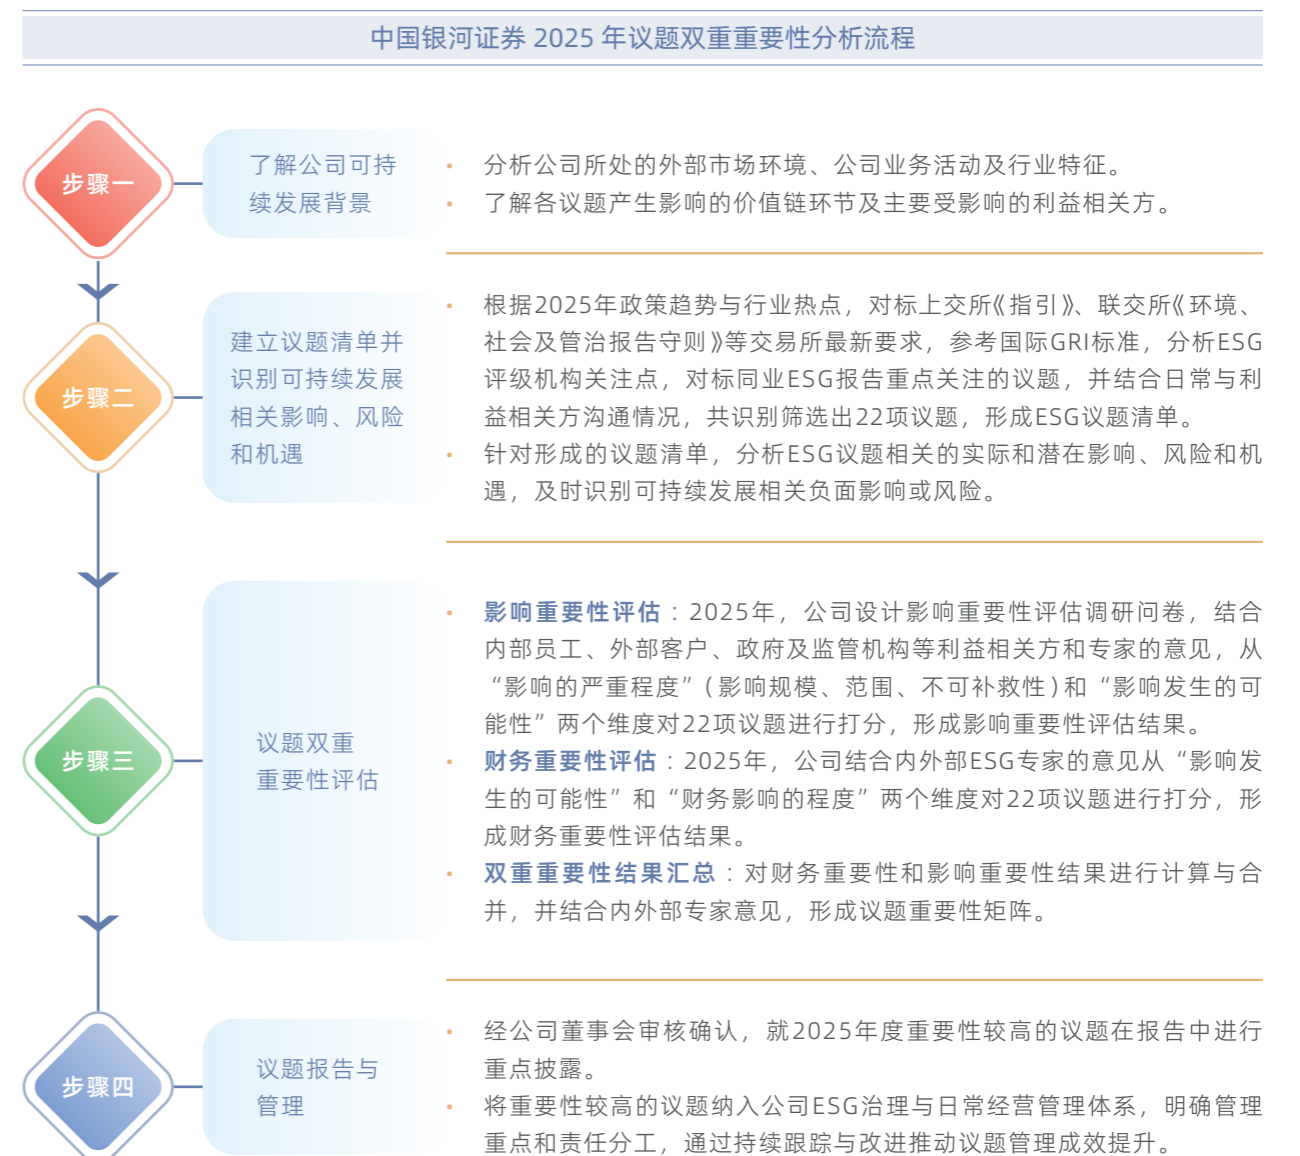 中国银河证券 2025 年议题双重重要性分析流程
步骤一
了解公司可持
续发展背景
• 分析公司所处的外部市场环境、公司业务活动及行业特征。
• 了解各议题产生影响的价值链环节及主要受影响的利益相关方。
步骤二
建立议题清单并
识别可持续发展
相关影响、风险
和机遇
• 根据2025年政策趋势与行业热点，对标上交所《指引》、联交所《环境、
社会及管治报告守则》等交易所最新要求，参考国际GRI标准，分析ESG
评级机构关注点，对标同业ESG报告重点关注的议题，并结合日常与利
益相关方沟通情况，共识别筛选出22项议题，形成ESG议题清单。
• 针对形成的议题清单，分析ESG议题相关的实际和潜在影响、风险和机
遇，及时识别可持续发展相关负面影响或风险。
步骤三
议题双重
重要性评估
• 影响重要性评估：2025年，公司设计影响重要性评估调研问卷，结合
内部员工、外部客户、政府及监管机构等利益相关方和专家的意见，从
“影响的严重程度”（影响规模、范围、不可补救性）和“影响发生的可
能性”两个维度对22项议题进行打分，形成影响重要性评估结果。
• 财务重要性评估：2025年，公司结合内外部ESG专家的意见从“影响发
生的可能性”和“财务影响的程度”两个维度对22项议题进行打分，形
成财务重要性评估结果。
• 双重重要性结果汇总：对财务重要性和影响重要性结果进行计算与合
并，并结合内外部专家意见，形成议题重要性矩阵。
步骤四
议题报告与
管理
• 经公司董事会审核确认，就2025年度重要性较高的议题在报告中进行
重点披露。
• 将重要性较高的议题纳入公司ESG治理与日常经营管理体系，明确管理
重点和责任分工，通过持续跟踪与改进推动议题管理成效提升。